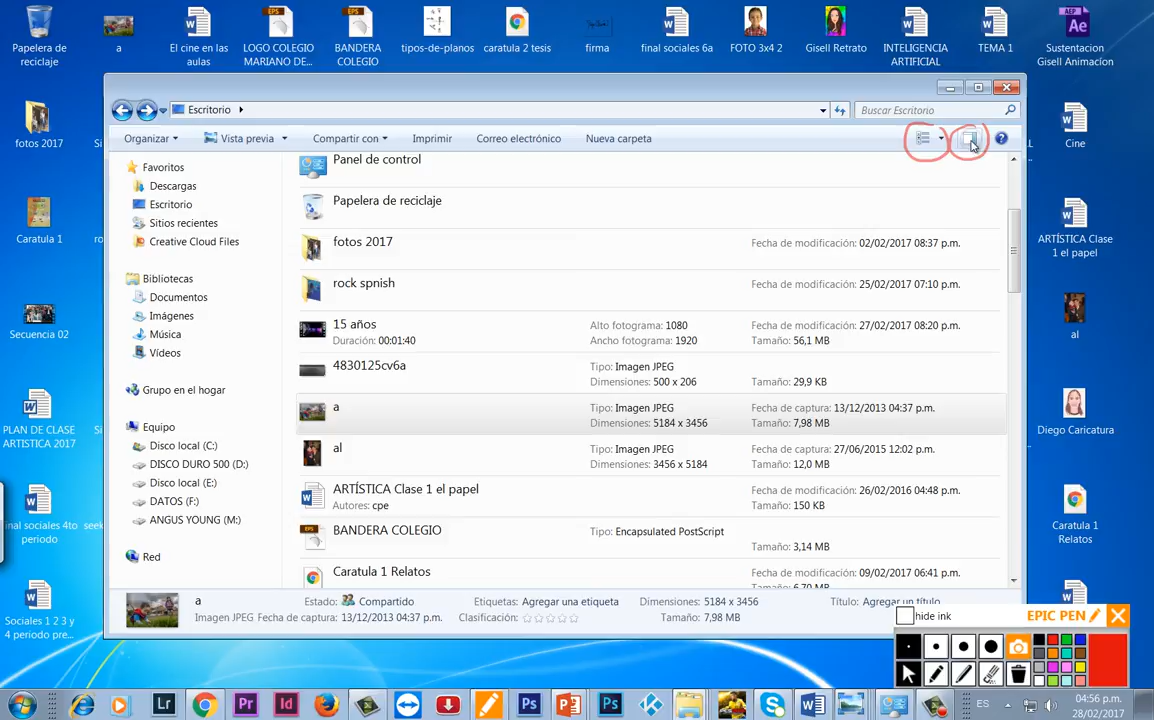 Papelera de
reciclaje
a
El cine en las
aulas
LOGO COLEGIO
MARIANO DE...
BANDERA
COLEGIO
tipos-de-planos
caratula 2 tesis
firma
final sociales 6a
FOTO 3x4 2
Gisell Retrato
INTELIGENCIA
ARTIFICIAL
TEMA 1
AEP
Ae
Sustentacion
Gisell Animacion
fotos 2017
Caratula 1
Secuencia 02
PLAN DE CLASE
ARTISTICA 2017
inal sociales 4to
periodo
seek
Sociales 1 2 3 y
4 periodo pre...
Escritorio
Buscar Escritorio
Organizar
Vista previa
Compartir con
Imprimir
Correo electrónico
Nueva carpeta
Favoritos
Descargas
Escritorio
Sitios recientes
Creative Cloud Files
Bibliotecas
Documentos
Imágenes
Música
Vídeos
Grupo en el hogar
Equipo
Disco local (C:)
DISCO DURO 500 (D:)
Disco local (E:)
DATOS (F:)
ANGUS YOUNG (M:)
Red
Panel de control
Papelera de reciclaje
fotos 2017
Fecha de modificación: 02/02/2017 08:37 p.m.
rock spnish
Fecha de modificación: 25/02/2017 07:10 p.m.
15 años
Alto fotograma: 1080
Fecha de modificación: 27/02/2017 08:20 p.m.
Duración: 00:01:40
Ancho fotograma: 1920
Tamaño: 56,1 MB
4830125cv6a
Tipo: Imagen JPEG
Dimensiones: 500 x 206
Tamaño: 29,9 KB
a
Tipo: Imagen JPEG
Fecha de captura: 13/12/2013 04:37 p.m.
Dimensiones: 5184 x 3456
Tamaño: 7,98 MB
al
Tipo: Imagen JPEG
Fecha de captura: 27/06/2015 12:02 p.m.
Dimensiones: 3456 x 5184
Tamaño: 12,0 MB
ARTÍSTICA Clase 1 el papel
Fecha de modificación: 26/02/2016 04:48 p.m.
Autores: cpe
Tamaño: 150 KB
BANDERA COLEGIO
Tipo: Encapsulated PostScript
Tamaño: 3,14 MB
Caratula 1 Relatos
Fecha de modificación: 09/02/2017 06:41 p.m.
Tamaño: 6,70 MB
a
Estado: Compartido
Etiquetas: Agregar una etiqueta
Dimensiones: 5184 x 3456
Título: Agregar un título
Imagen JPEG
Fecha de captura: 13/12/2013 04:37 p.m.
Clasificación:
Tamaño: 7,98 MB
Cine
ARTÍSTICA Clase
1 el papel
al
Diego Caricatura
Caratula 1
Relatos
hide ink
EPIC PEN
Lr
Pr
Id
Ps
Ps
ES
04:56 p.m.
28/02/2017